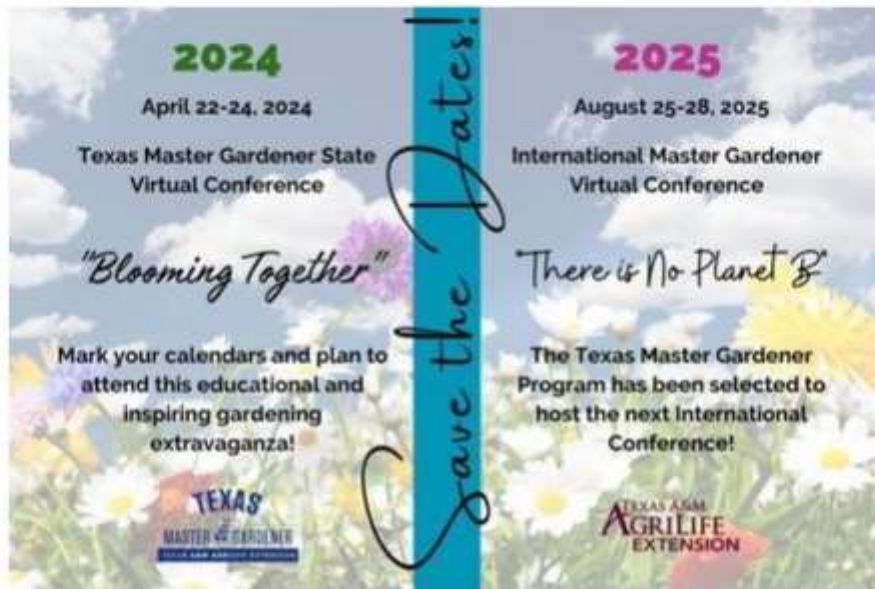 2024
April 22-24, 2024
Texas Master Gardener State
Virtual Conference
"Blooming Together"
Mark your calendars and plan to
attend this educational and
inspiring gardening
extravaganza!
TEXAS
MASTER GARDENER
TEXAS A&M AGRILIFE EXTENSION
Save the Dates!
2025
August 25-28, 2025
International Master Gardener
Virtual Conference
"There is No Planet B"
The Texas Master Gardener
Program has been selected to
host the next International
Conference!
TEXAS A&M
AGRILIFE
EXTENSION